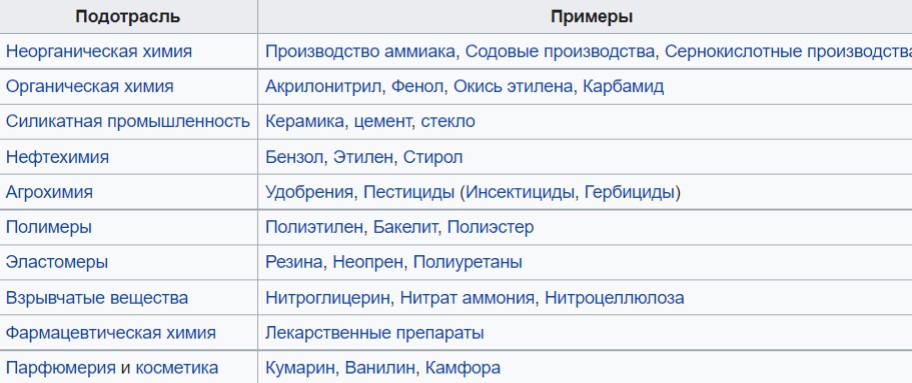 Подотрасль Примеры
Неорганическая химия Производство аммиака, Содовые производства, Сернокислотные производства
Органическая химия Акрилонитрил, Фенол, Окись этилена, Карбамид
Силикатная промышленность Керамика, цемент, стекло
Нефтехимия Бензол, Этилен, Стирол
Агрохимия Удобрения, Пестициды (Инсектициды, Гербициды)
Полимеры Полиэтилен, Бакелит, Полиэстер
Эластомеры Резина, Неопрен, Полиуретаны
Взрывчатые вещества Нитроглицерин, Нитрат аммония, Нитроцеллюлоза
Фармацевтическая химия Лекарственные препараты
Парфюмерия и косметика Кумарин, Ванилин, Камфора